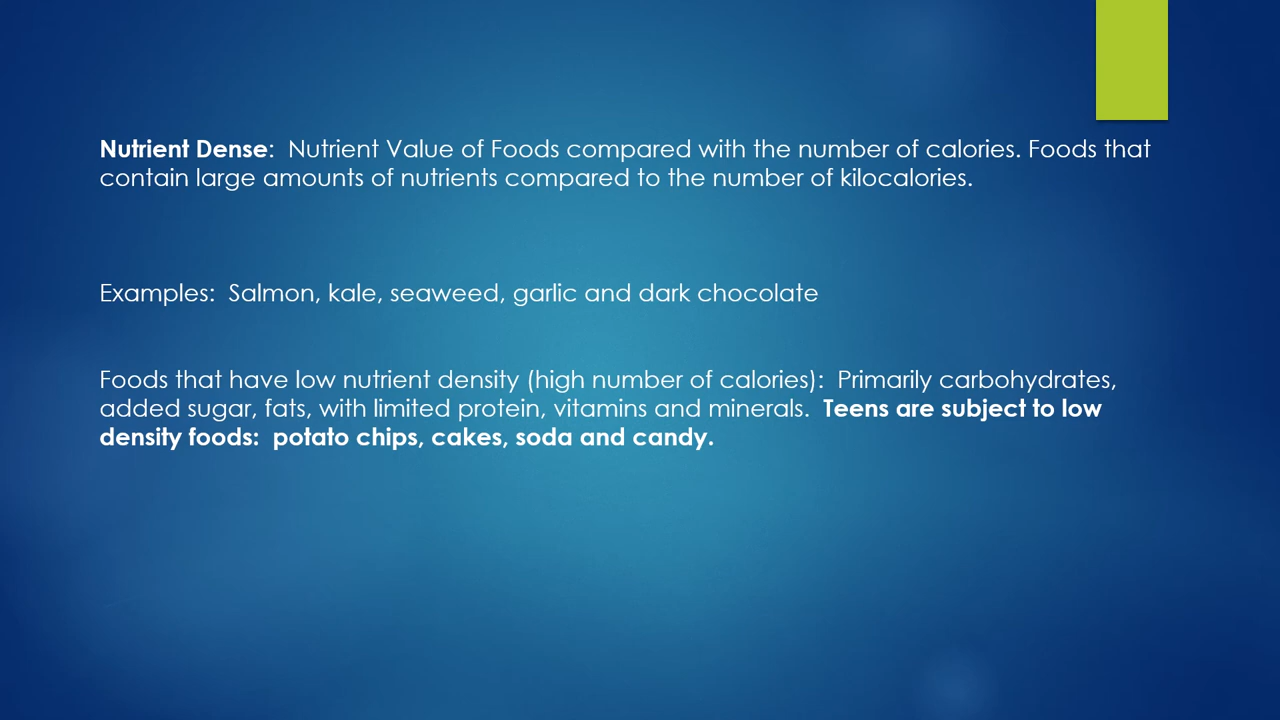 Nutrient Dense:  Nutrient Value of Foods compared with the number of calories. Foods that
contain large amounts of nutrients compared to the number of kilocalories.
Examples:  Salmon, kale, seaweed, garlic and dark chocolate
Foods that have low nutrient density (high number of calories):  Primarily carbohydrates,
added sugar, fats, with limited protein, vitamins and minerals.  Teens are subject to low
density foods:  potato chips, cakes, soda and candy.